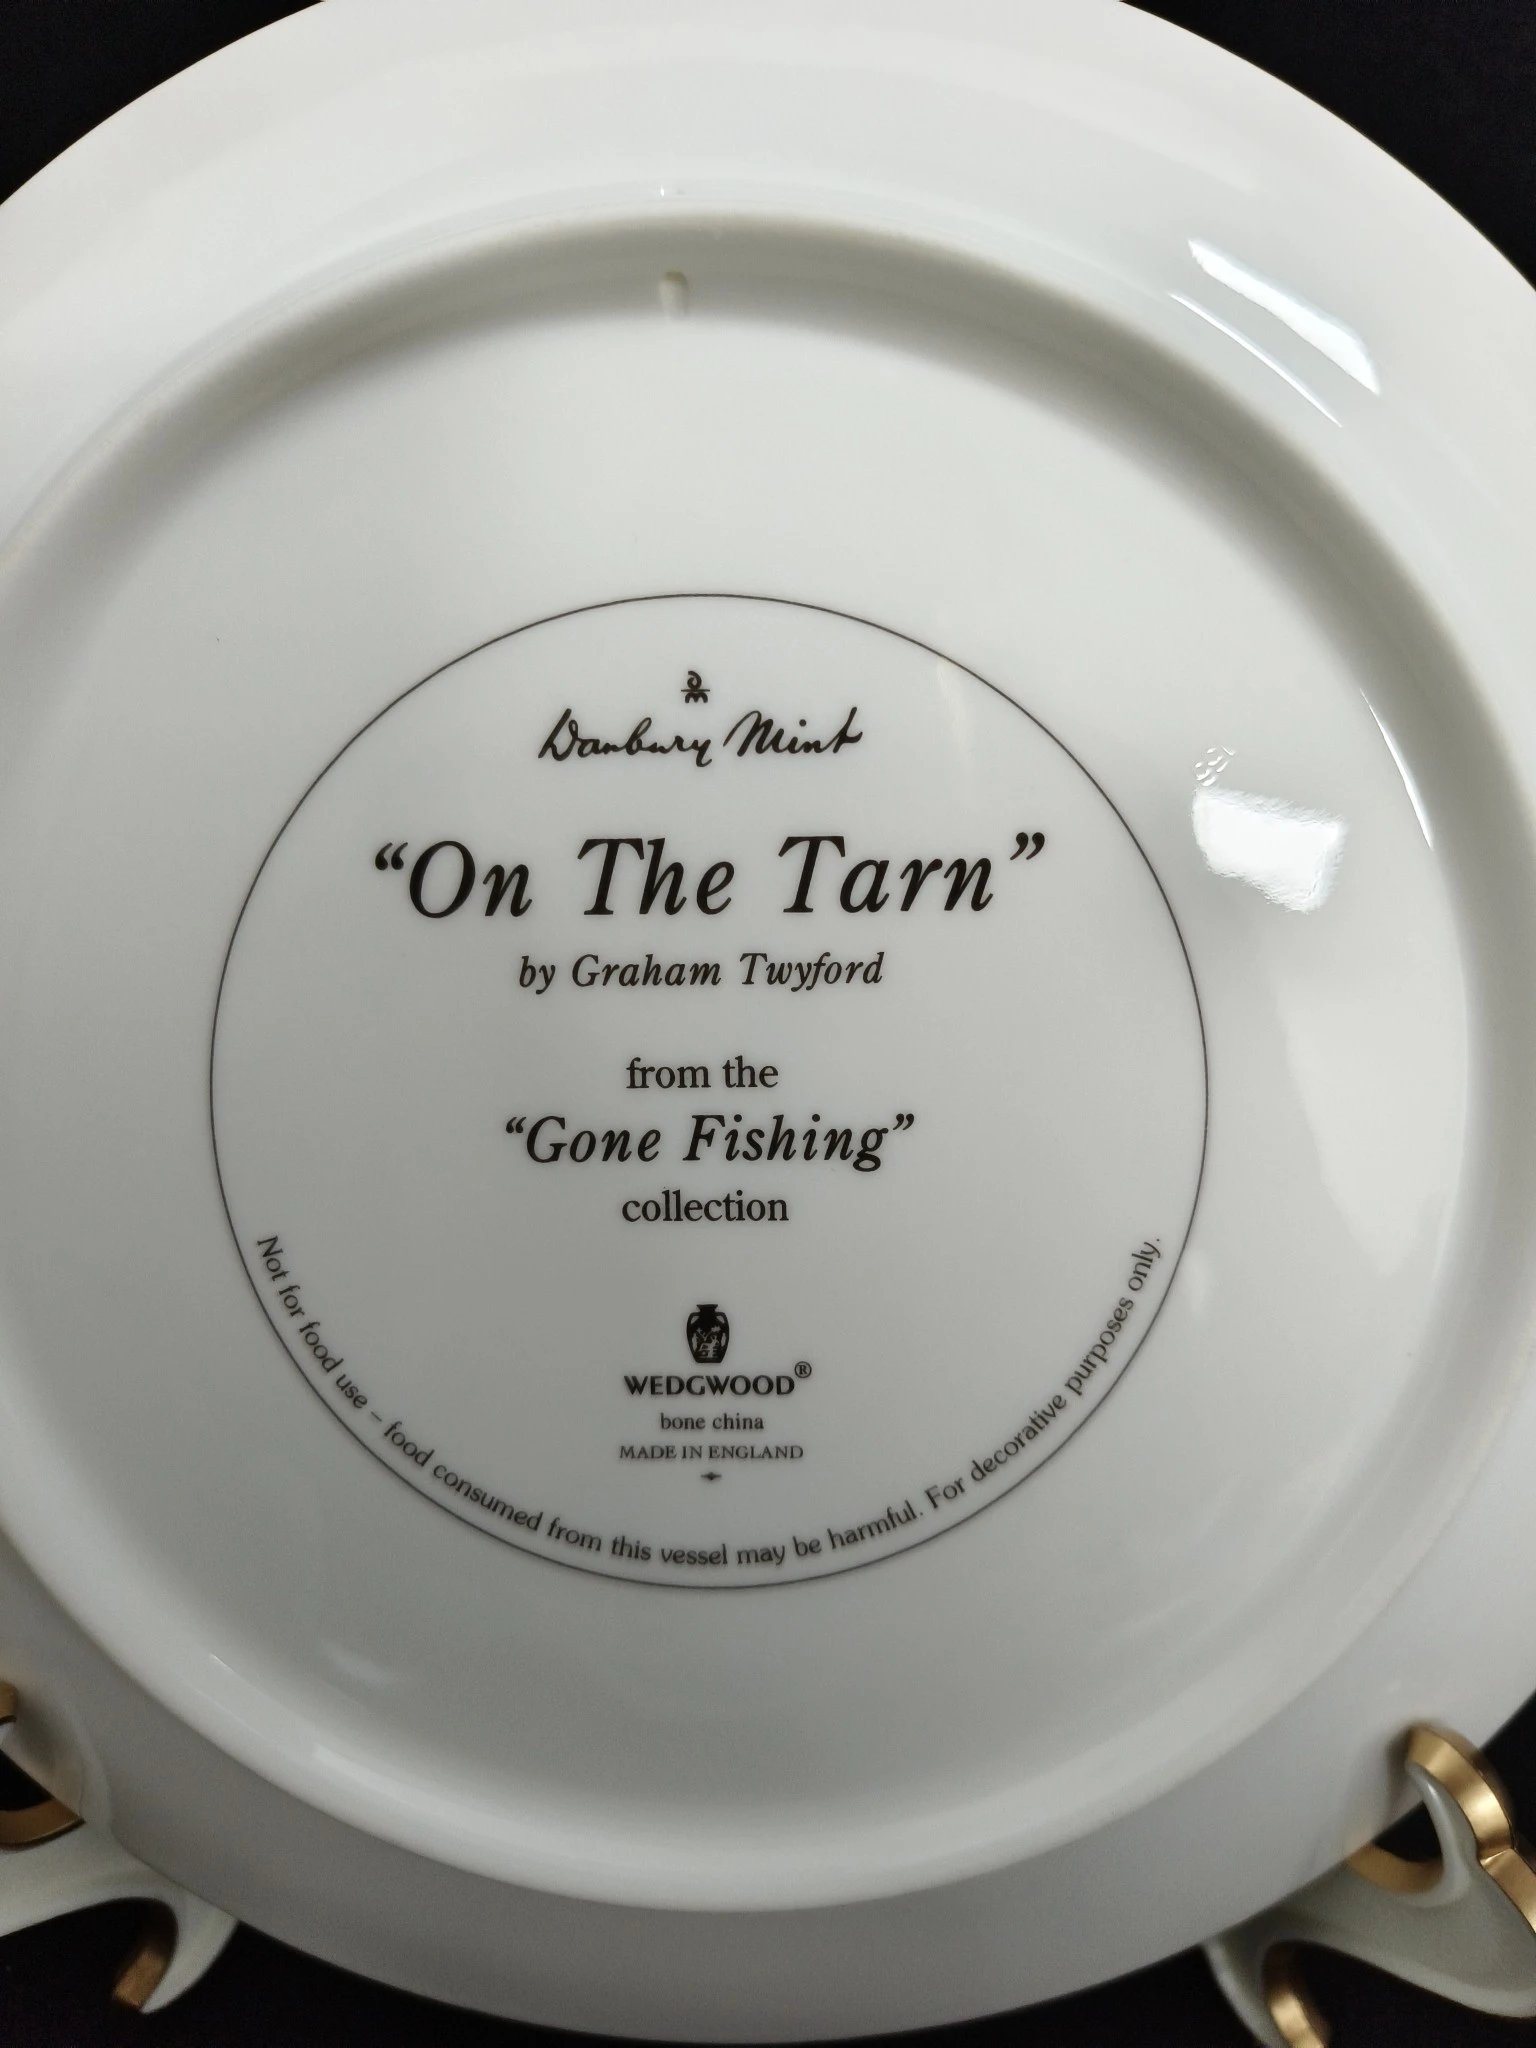 Danbury Mint
“On The Tarn”
by Graham Twyford
from the
“Gone Fishing”
collection
WEDGWOOD®
bone china
MADE IN ENGLAND
Not for food use – food consumed from this vessel may be harmful. For decorative purposes only.